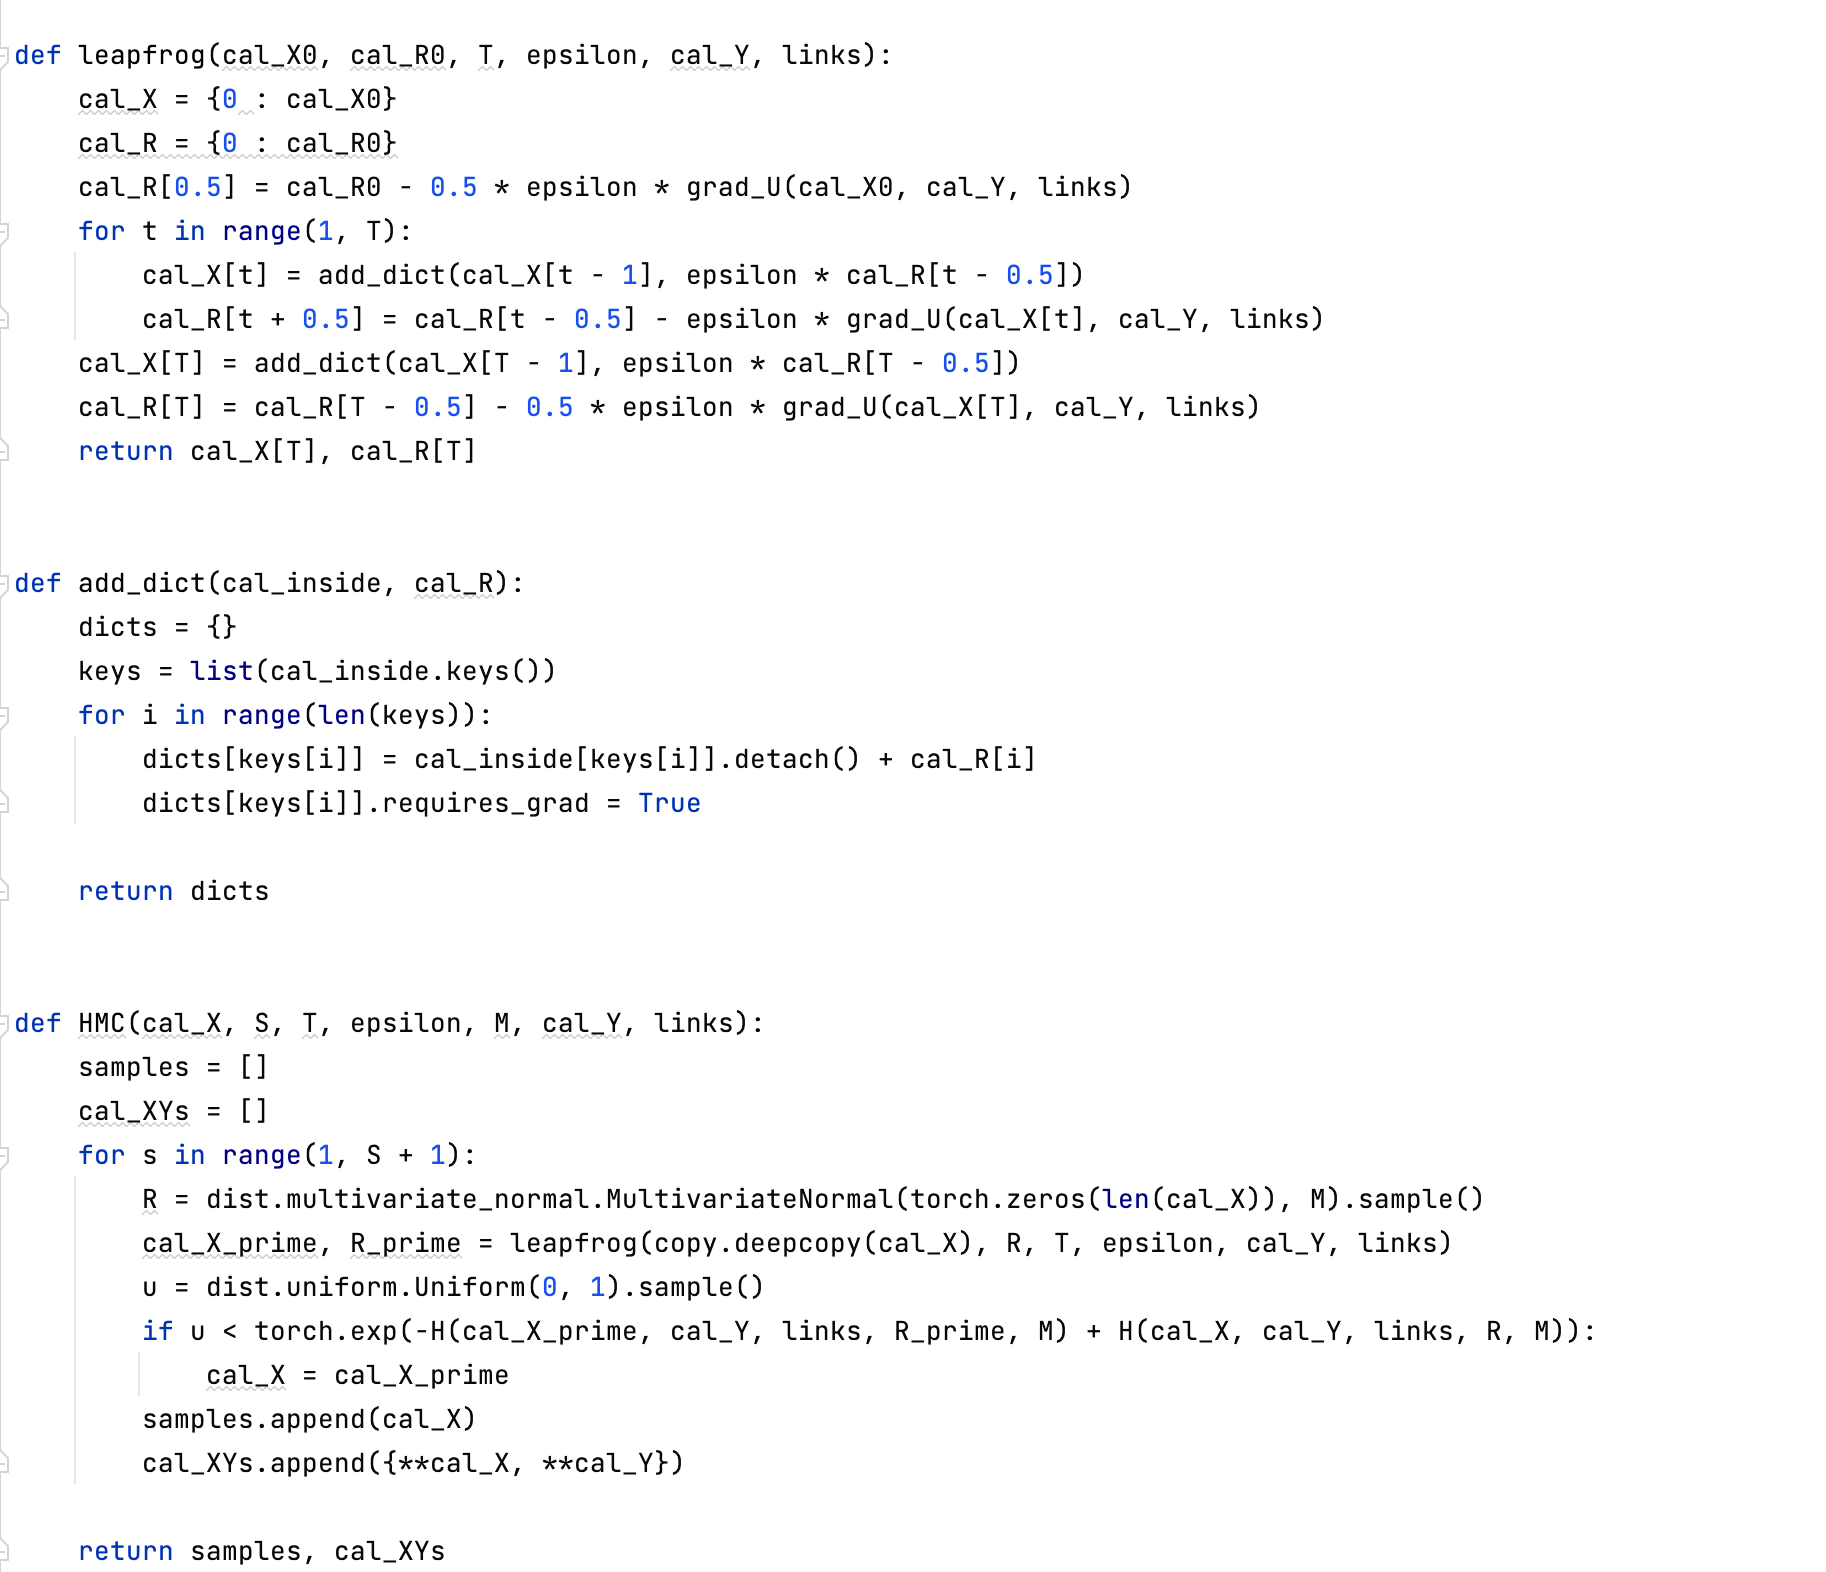 def leapfrog(cal_X0, cal_R0, T, epsilon, cal_Y, links):
    cal_X = {0 : cal_X0}
    cal_R = {0 : cal_R0}
    cal_R[0.5] = cal_R0 - 0.5 * epsilon * grad_U(cal_X0, cal_Y, links)
    for t in range(1, T):
        cal_X[t] = add_dict(cal_X[t - 1], epsilon * cal_R[t - 0.5])
        cal_R[t + 0.5] = cal_R[t - 0.5] - epsilon * grad_U(cal_X[t], cal_Y, links)
    cal_X[T] = add_dict(cal_X[T - 1], epsilon * cal_R[T - 0.5])
    cal_R[T] = cal_R[T - 0.5] - 0.5 * epsilon * grad_U(cal_X[T], cal_Y, links)
    return cal_X[T], cal_R[T]
def add_dict(cal_inside, cal_R):
    dicts = {}
    keys = list(cal_inside.keys())
    for i in range(len(keys)):
        dicts[keys[i]] = cal_inside[keys[i]].detach() + cal_R[i]
        dicts[keys[i]].requires_grad = True
    return dicts
def HMC(cal_X, S, T, epsilon, M, cal_Y, links):
    samples = []
    cal_XYs = []
    for s in range(1, S + 1):
        R = dist.multivariate_normal.MultivariateNormal(torch.zeros(len(cal_X)), M).sample()
        cal_X_prime, R_prime = leapfrog(copy.deepcopy(cal_X), R, T, epsilon, cal_Y, links)
        u = dist.uniform.Uniform(0, 1).sample()
        if u < torch.exp(-H(cal_X_prime, cal_Y, links, R_prime, M) + H(cal_X, cal_Y, links, R, M)):
            cal_X = cal_X_prime
        samples.append(cal_X)
        cal_XYs.append({**cal_X, **cal_Y})
    return samples, cal_XYs